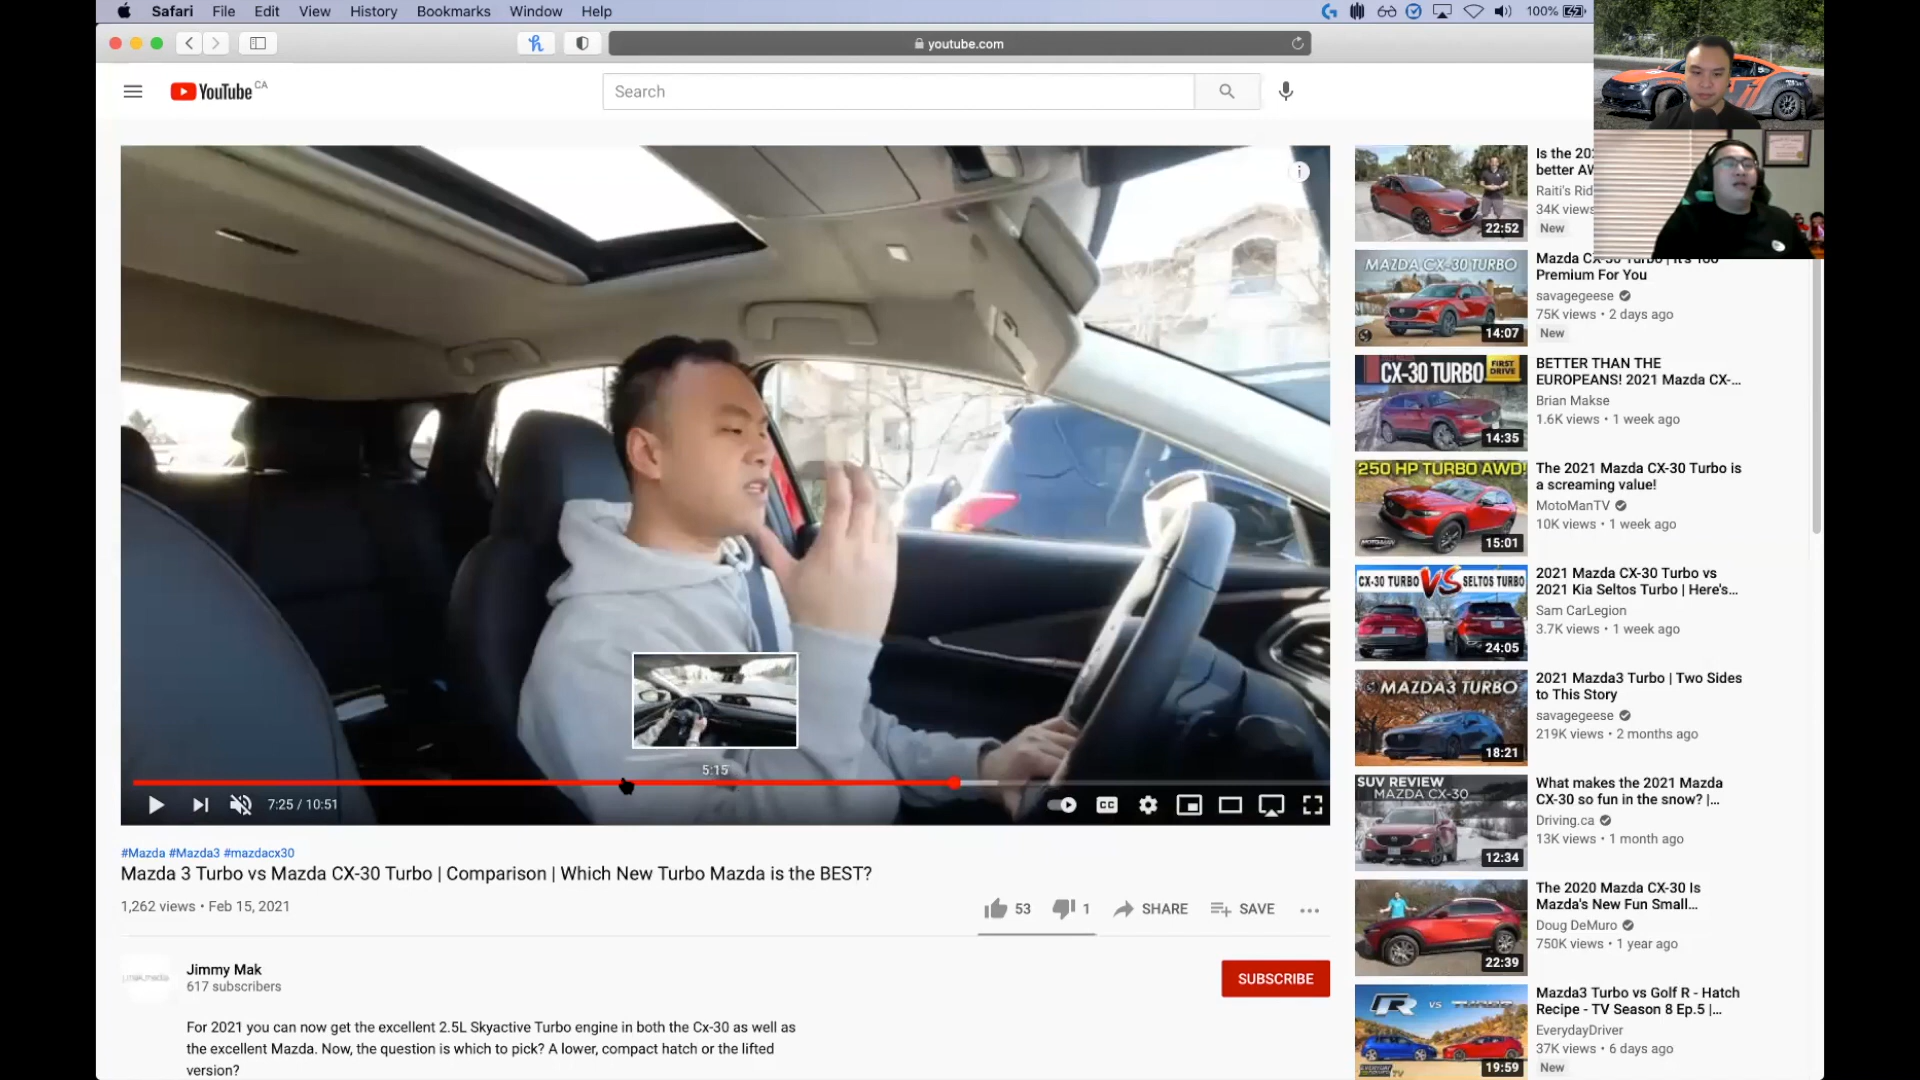 Safari File Edit View History Bookmarks Window Help
100%
youtube.com
YouTube CA
Search
5:15
7:25 / 10:51
CC
#Mazda #Mazda3 #mazdacx30
Mazda 3 Turbo vs Mazda CX-30 Turbo | Comparison | Which New Turbo Mazda is the BEST?
1,262 views • Feb 15, 2021
53
1
SHARE
SAVE
Jimmy Mak
617 subscribers
SUBSCRIBE
For 2021 you can now get the excellent 2.5L Skyactive Turbo engine in both the Cx-30 as well as
the excellent Mazda. Now, the question is which to pick? A lower, compact hatch or the lifted
version?
22:52
Is the
better
Raiti's
34K views
New
MAZDA CX-30 TURBO
14:07
Mazda CX-30 Turbo | It's Too
Premium For You
savagegeese
75K views • 2 days ago
New
CX-30 TURBO
FIRST
DRIVE
14:35
BETTER THAN THE
EUROPEANS! 2021 Mazda CX-...
Brian Makse
1.6K views • 1 week ago
250 HP TURBO AWD!
15:01
The 2021 Mazda CX-30 Turbo is
a screaming value!
MotoManTV
10K views • 1 week ago
CX-30 TURBO VS SELTOS TURBO
24:05
2021 Mazda CX-30 Turbo vs
2021 Kia Seltos Turbo | Here's...
Sam CarLegion
3.7K views • 1 week ago
MAZDA3 TURBO
18:21
2021 Mazda3 Turbo | Two Sides
to This Story
savagegeese
219K views • 2 months ago
SUV REVIEW
MAZDA CX-30
12:34
What makes the 2021 Mazda
CX-30 so fun in the snow? |...
Driving.ca
13K views • 1 month ago
22:39
The 2020 Mazda CX-30 Is
Mazda's New Fun Small...
Doug DeMuro
750K views • 1 year ago
R VS TURBO
19:59
Mazda3 Turbo vs Golf R - Hatch
Recipe - TV Season 8 Ep.5 |...
EverydayDriver
37K views • 6 days ago
New